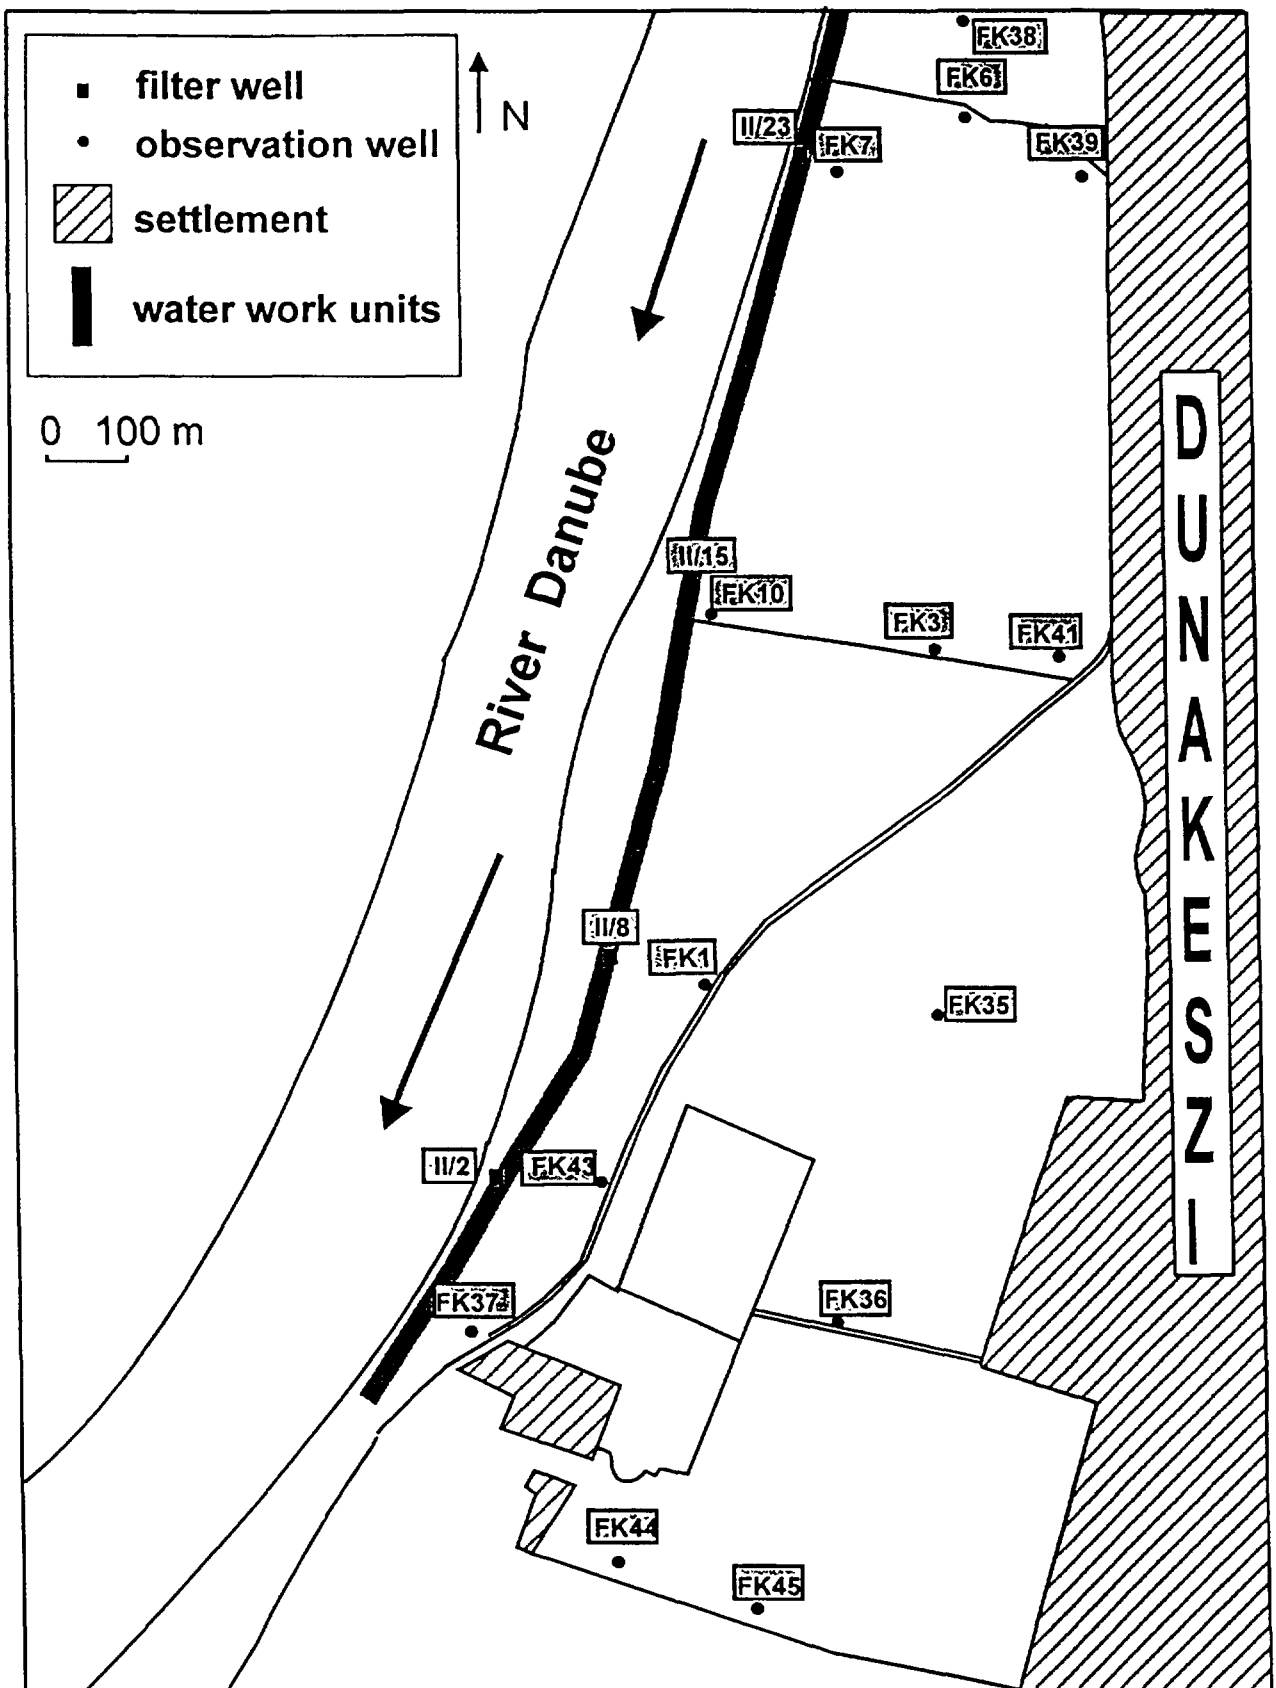 filter well
observation well
settlement
water work units
N
0 100 m
River Danube
FK38
FK6
II/23
FK7
FK39
II/15
FK10
FK3
FK41
II/8
FK1
FK35
II/2
FK43
FK37
FK36
FK44
FK45
DUNAKESZI